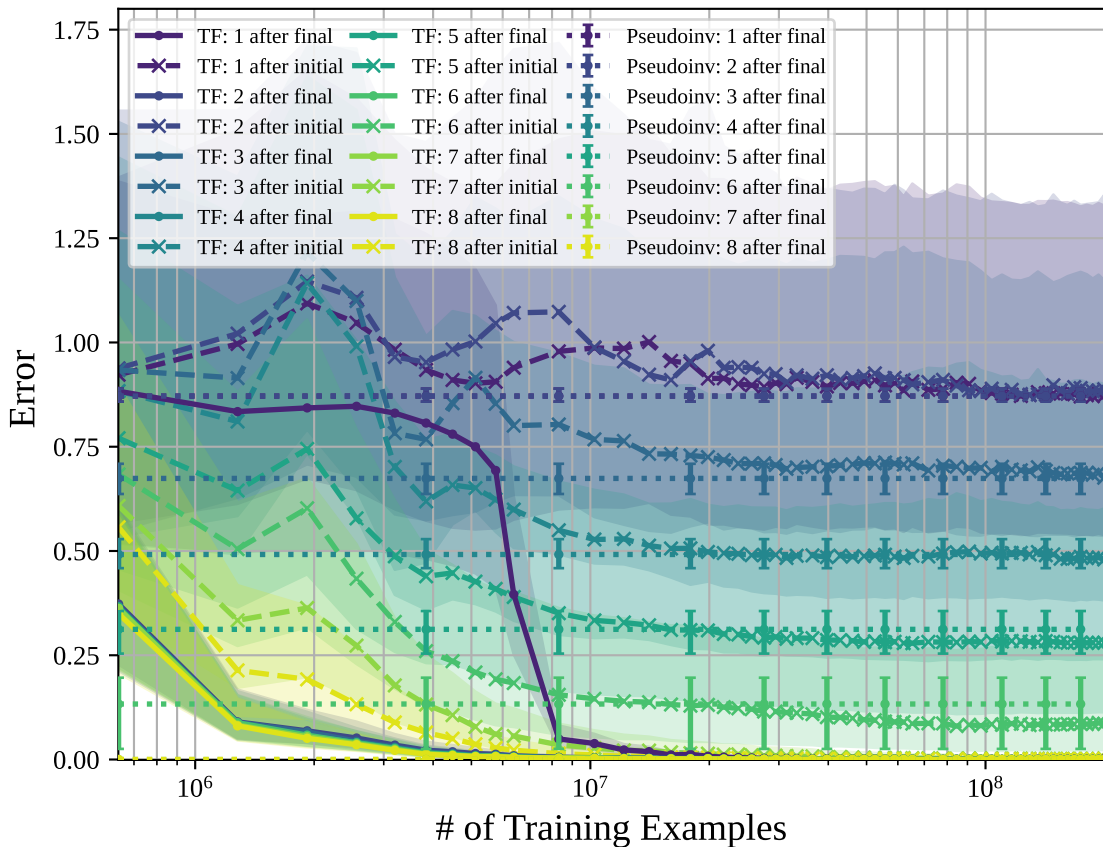 1.75
1.50
1.25
1.00
0.75
0.50
0.25
0.00
Error
TF: 1 after final
TF: 1 after initial
TF: 2 after final
TF: 2 after initial
TF: 3 after final
TF: 3 after initial
TF: 4 after final
TF: 4 after initial
TF: 5 after final
TF: 5 after initial
TF: 6 after final
TF: 6 after initial
TF: 7 after final
TF: 7 after initial
TF: 8 after final
TF: 8 after initial
Pseudoinv: 1 after final
Pseudoinv: 2 after final
Pseudoinv: 3 after final
Pseudoinv: 4 after final
Pseudoinv: 5 after final
Pseudoinv: 6 after final
Pseudoinv: 7 after final
Pseudoinv: 8 after final
10⁶
10⁷
10⁸
# of Training Examples